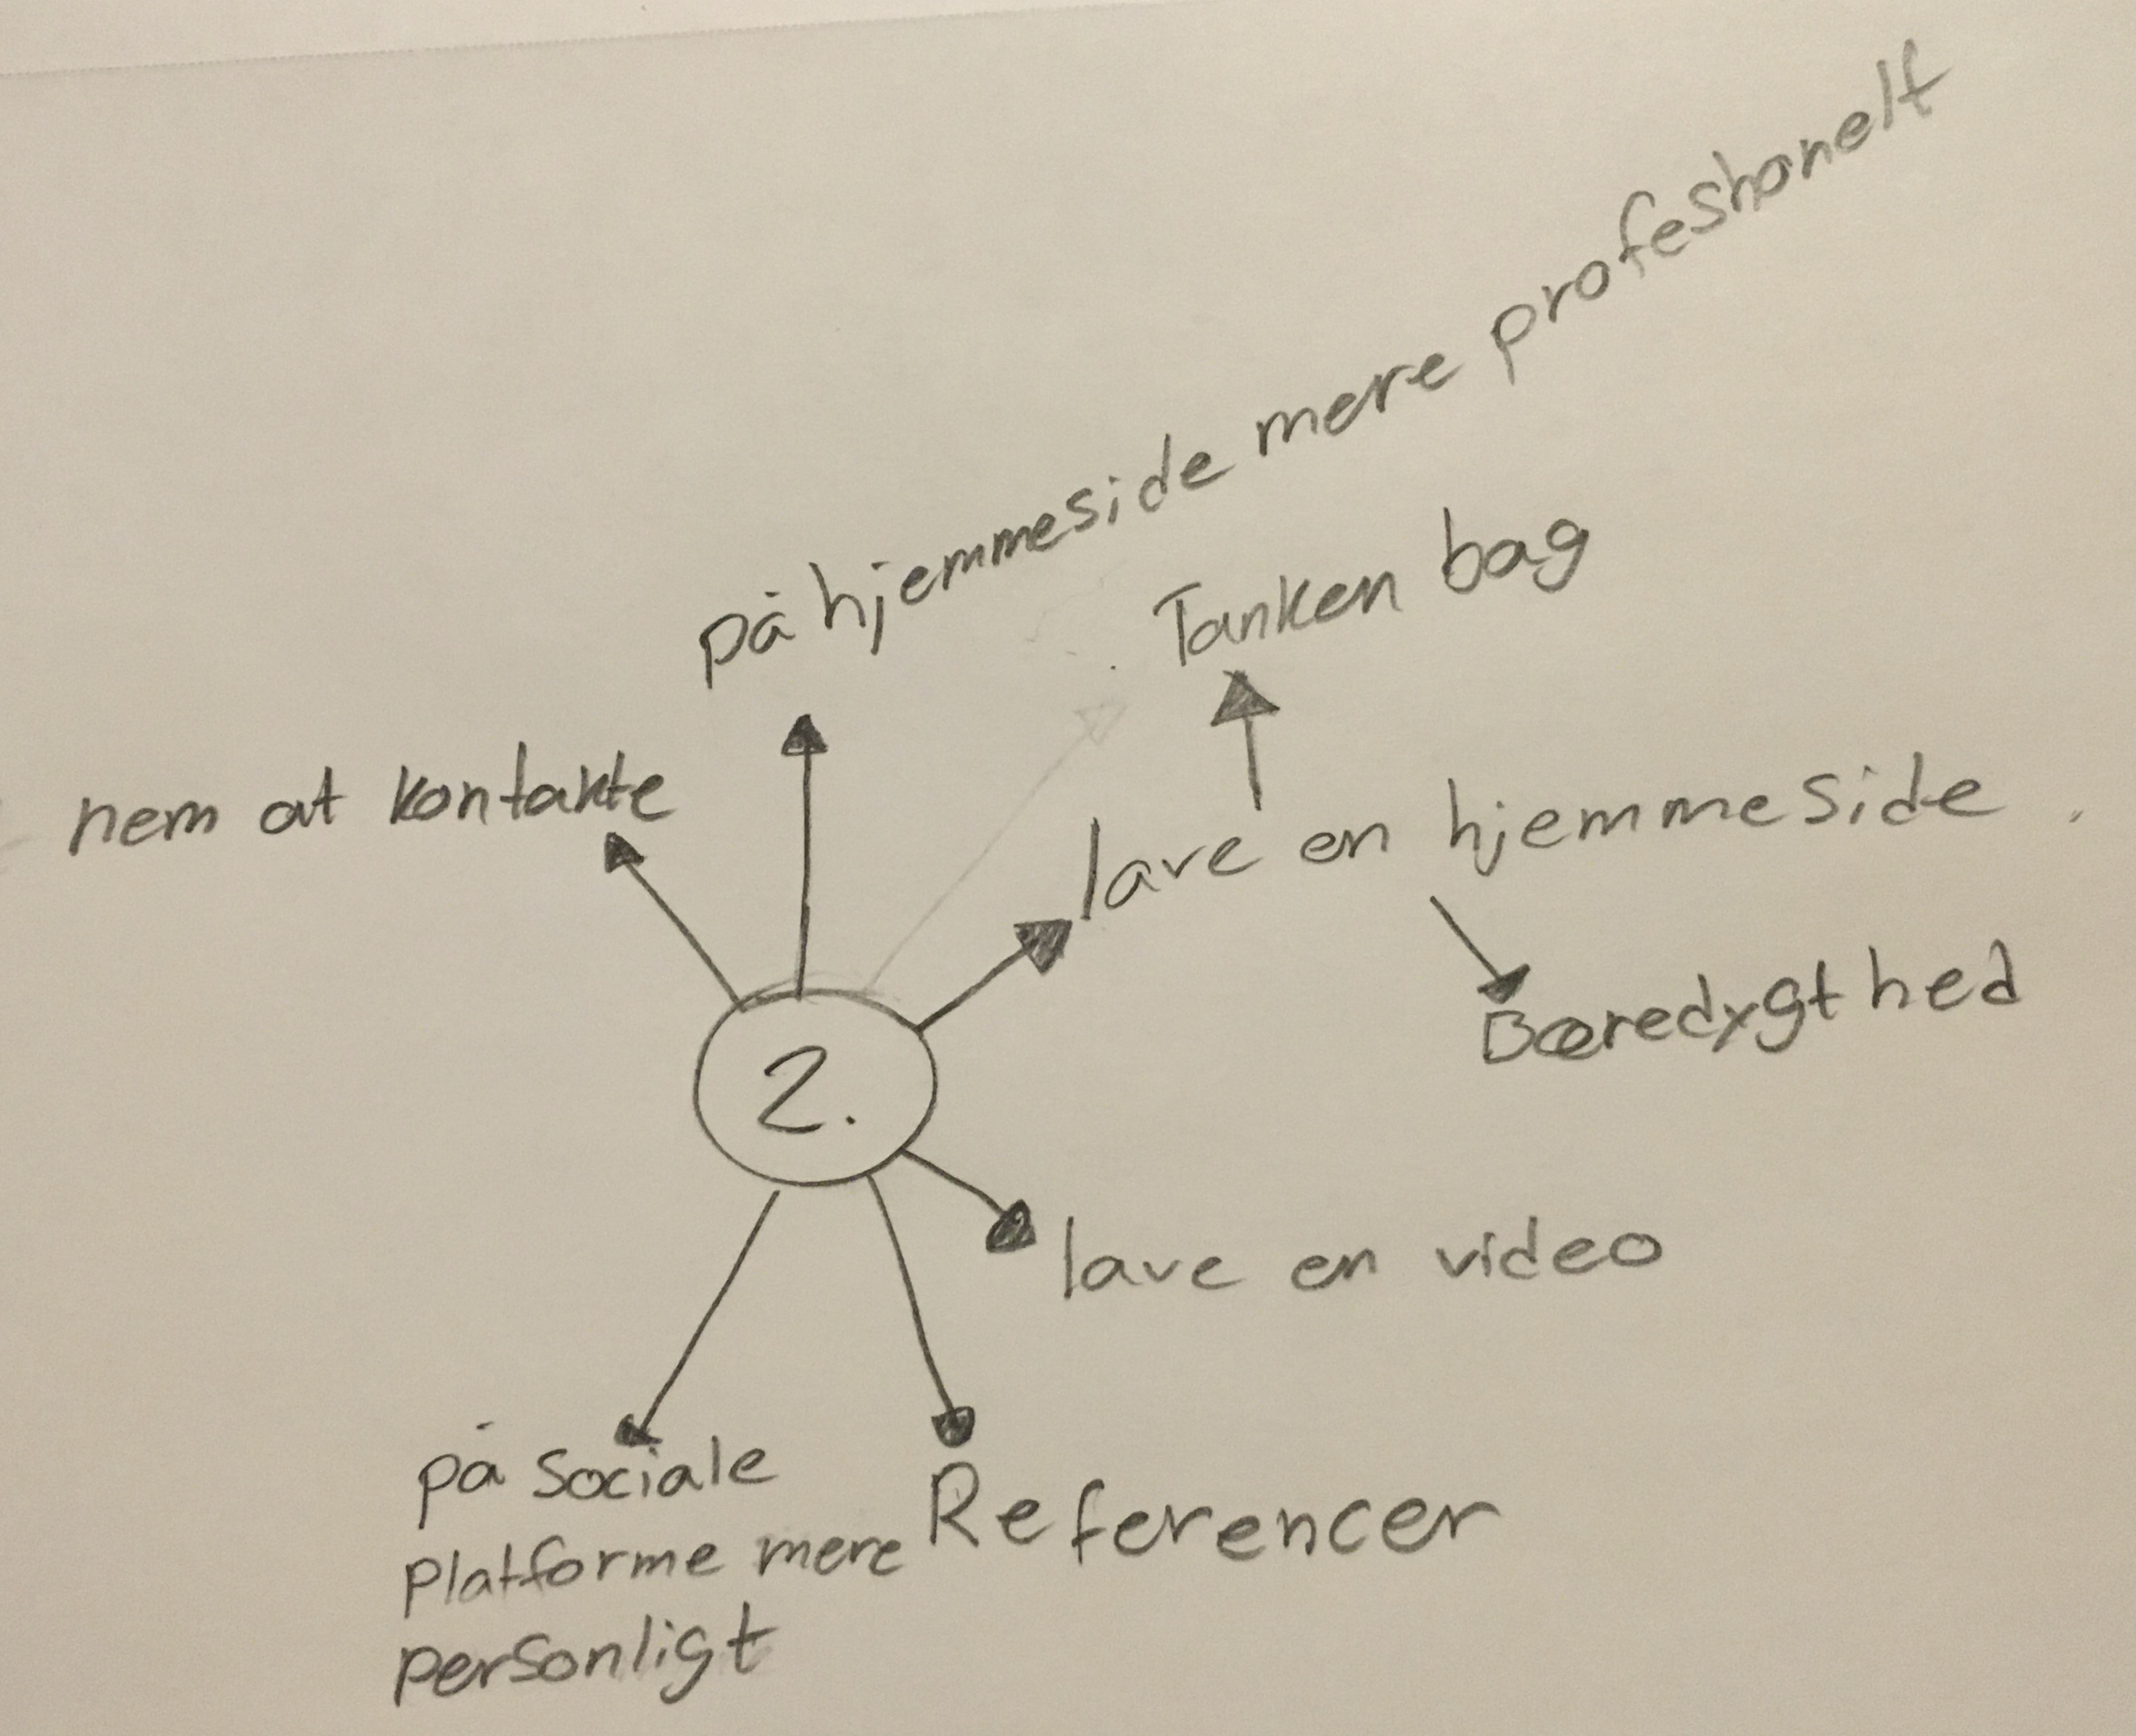 på hjemmeside mere profeshonelt
Tanken bag
nem at kontakte
lave en hjemmeside
Bæredygthed
2.
lave en video
på sociale
platforme mere
personligt
Referencer